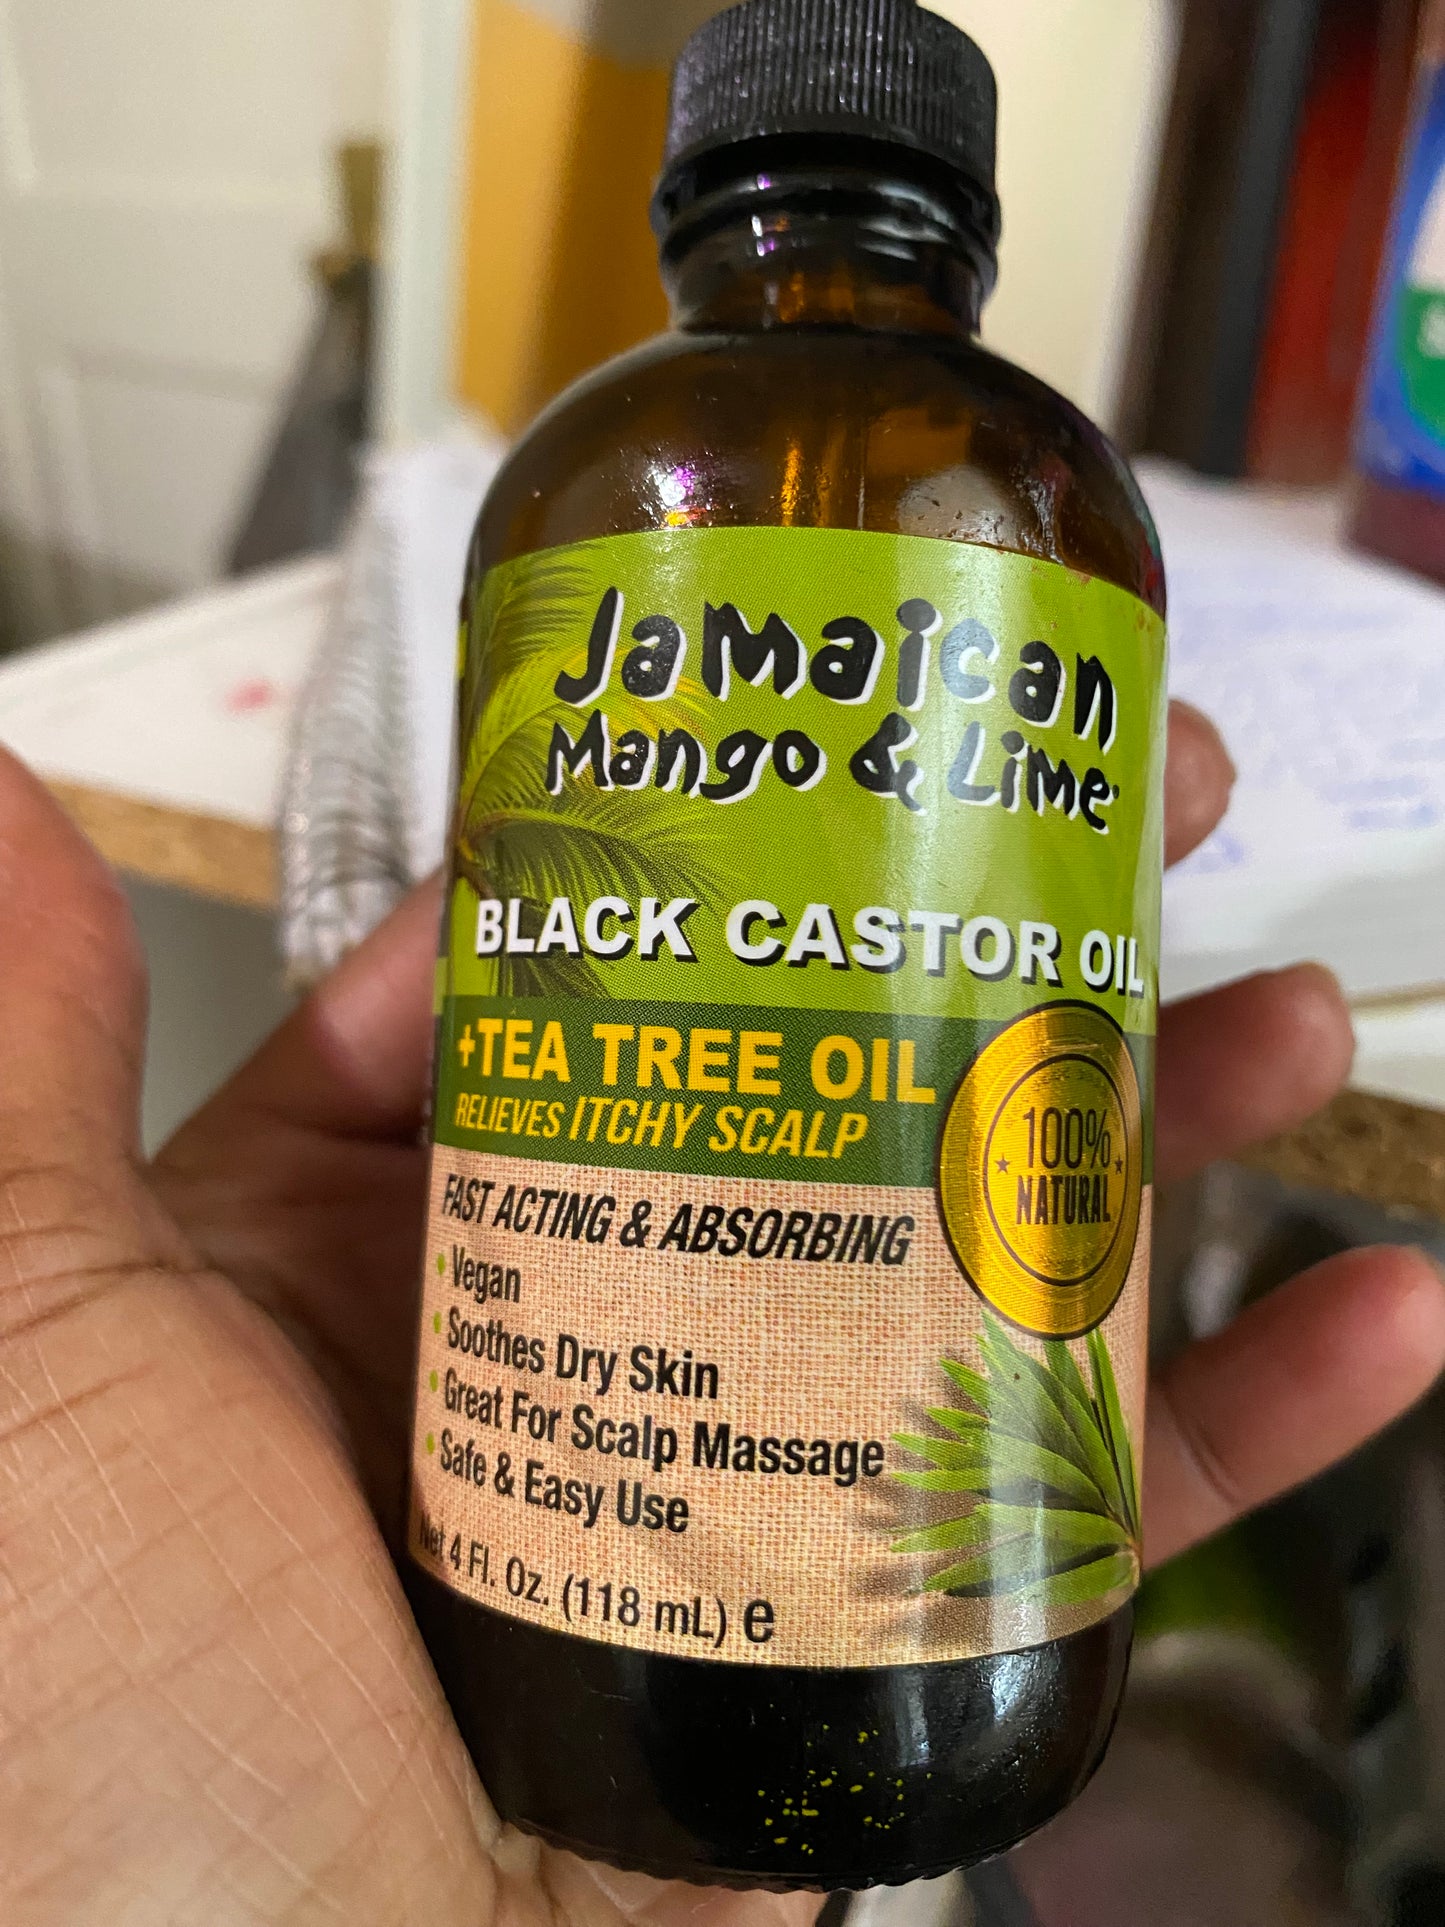 Jamaican
Mango & Lime
BLACK CASTOR OIL
+TEA TREE OIL
RELIEVES ITCHY SCALP
100%
NATURAL
FAST ACTING & ABSORBING
• Vegan
• Soothes Dry Skin
• Great For Scalp Massage
• Safe & Easy Use
Net 4 Fl. Oz. (118 mL) e